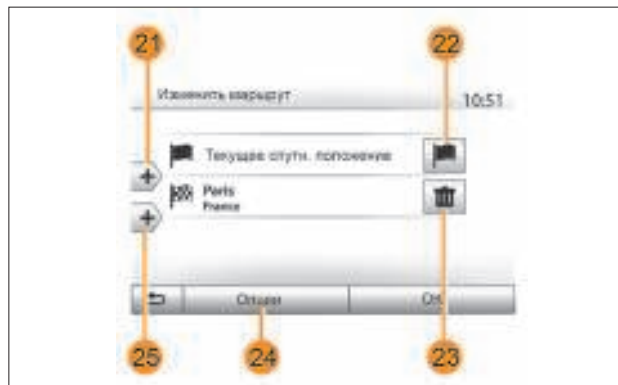 21 22
Изменить маршрут 10:51
Текущее спутн. положение
Paris
France
Опции
25 24 23